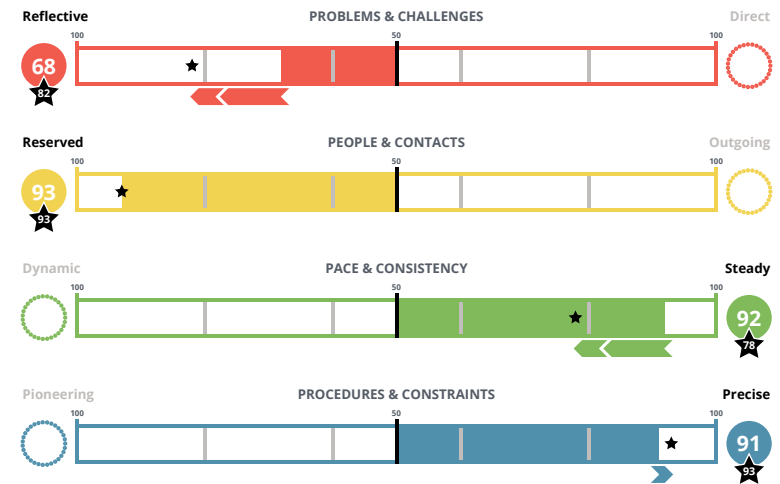 Reflective PROBLEMS & CHALLENGES Direct
100 50 100
68
82
Reserved PEOPLE & CONTACTS Outgoing
100 50 100
93
93
Dynamic PACE & CONSISTENCY Steady
100 50 100
92
78
Pioneering PROCEDURES & CONSTRAINTS Precise
100 50 100
91
93